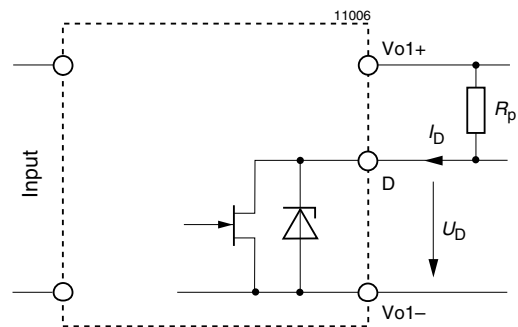 11006
Vo1+
Rp
ID
Input
D
UD
Vo1–